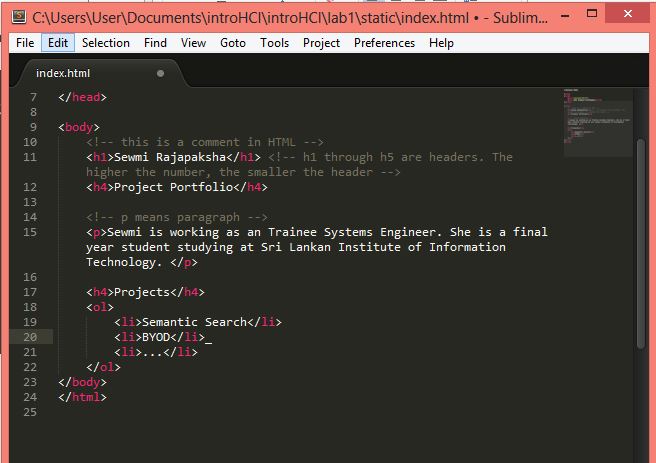 C:\Users\User\Documents\introHCI\introHCI\lab1\static\index.html • - Sublim...
File Edit Selection Find View Goto Tools Project Preferences Help
index.html
7 </head>
8
9 <body>
10 <!-- this is a comment in HTML -->
11 <h1>Sewmi Rajapaksha</h1> <!-- h1 through h5 are headers. The
higher the number, the smaller the header -->
12 <h4>Project Portfolio</h4>
13
14 <!-- p means paragraph -->
15 <p>Sewmi is working as an Trainee Systems Engineer. She is a final
year student studying at Sri Lankan Institute of Information
Technology. </p>
16
17 <h4>Projects</h4>
18 <ol>
19 <li>Semantic Search</li>
20 <li>BYOD</li>_
21 <li>...</li>
22 </ol>
23 </body>
24 </html>
25